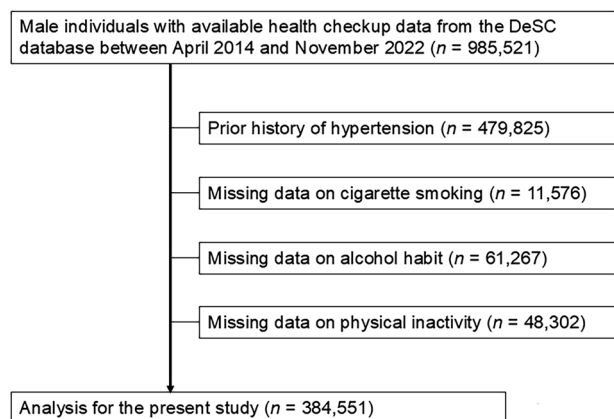 Male individuals with available health checkup data from the DeSC
database between April 2014 and November 2022 (n = 985,521)
Prior history of hypertension (n = 479,825)
Missing data on cigarette smoking (n = 11,576)
Missing data on alcohol habit (n = 61,267)
Missing data on physical inactivity (n = 48,302)
Analysis for the present study (n = 384,551)